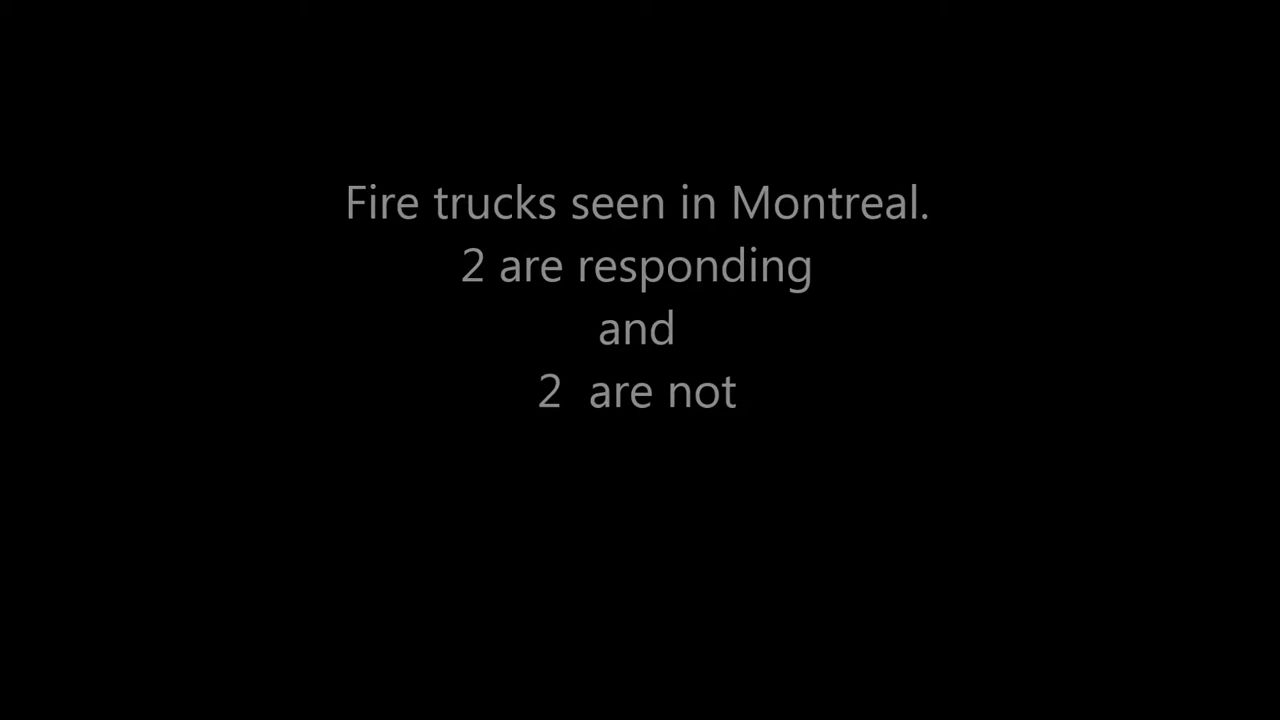 Fire trucks seen in Montreal.
2 are responding
and
2  are not